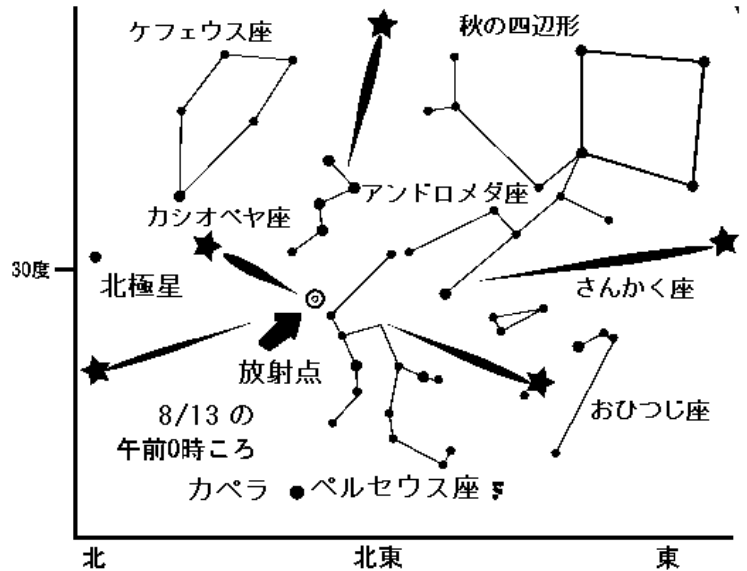 ケフェウス座
秋の四辺形
アンドロメダ座
カシオペヤ座
30度
北極星
さんかく座
放射点
8/13 の
午前0時ころ
おひつじ座
カペラ
ペルセウス座
北
北東
東